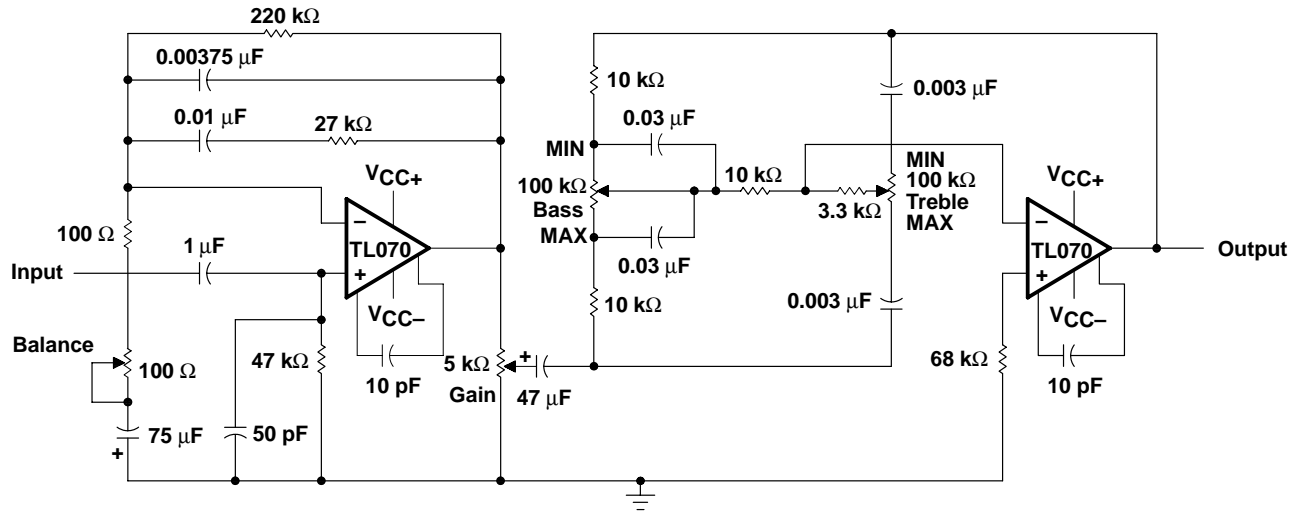 220 kΩ
0.00375 μF
0.01 μF
27 kΩ
VCC+
100 Ω
1 μF
−
TL070
+
Input
VCC−
Balance
100 Ω
47 kΩ
10 pF
75 μF
+
50 pF
5 kΩ
Gain
+
47 μF
10 kΩ
0.03 μF
MIN
100 kΩ
Bass
MAX
0.03 μF
10 kΩ
10 kΩ
3.3 kΩ
0.003 μF
MIN
100 kΩ
Treble
MAX
0.003 μF
VCC+
−
TL070
+
Output
VCC−
68 kΩ
10 pF